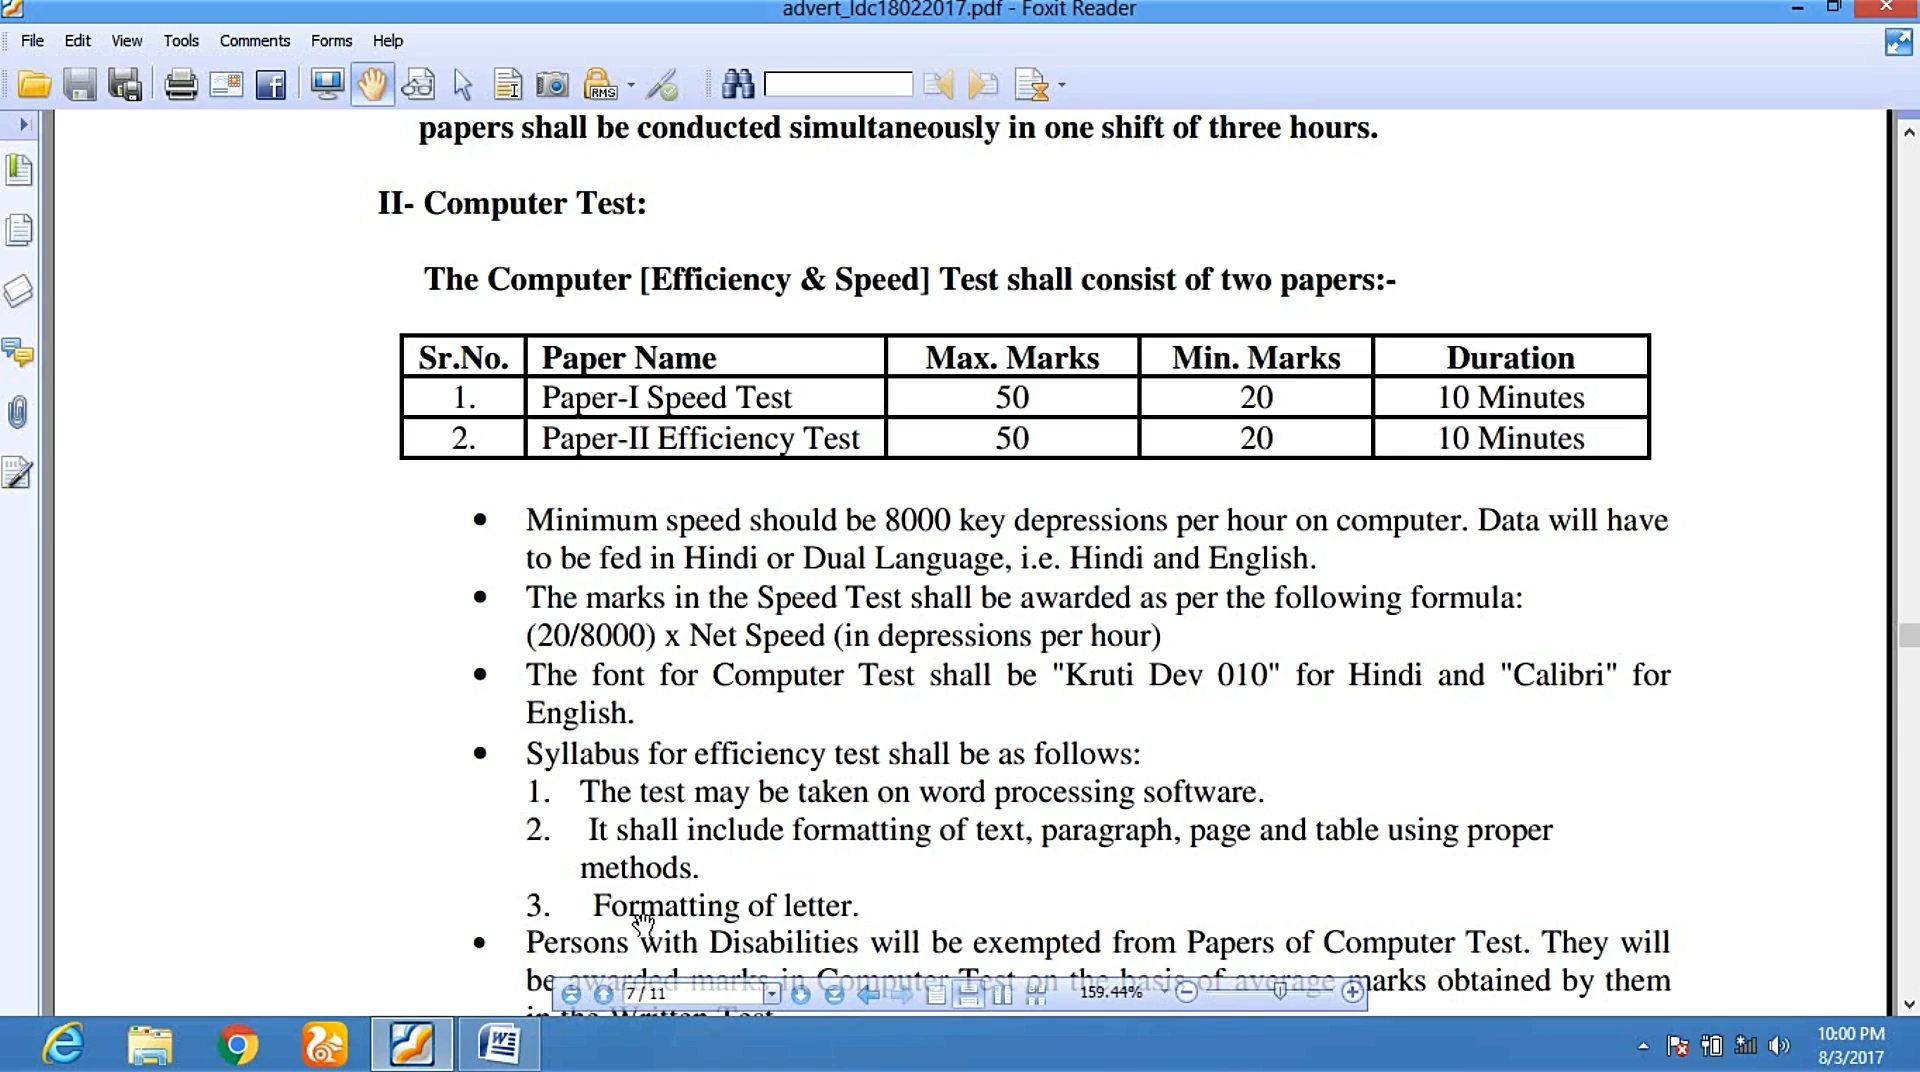 advert_ldc18022017.pdf - Foxit Reader
File Edit View Tools Comments Forms Help
RMS
papers shall be conducted simultaneously in one shift of three hours.
II- Computer Test:
The Computer [Efficiency & Speed] Test shall consist of two papers:-
Sr.No. Paper Name Max. Marks Min. Marks Duration
1. Paper-I Speed Test 50 20 10 Minutes
2. Paper-II Efficiency Test 50 20 10 Minutes
• Minimum speed should be 8000 key depressions per hour on computer. Data will have
to be fed in Hindi or Dual Language, i.e. Hindi and English.
• The marks in the Speed Test shall be awarded as per the following formula:
(20/8000) x Net Speed (in depressions per hour)
• The font for Computer Test shall be "Kruti Dev 010" for Hindi and "Calibri" for
English.
• Syllabus for efficiency test shall be as follows:
1. The test may be taken on word processing software.
2. It shall include formatting of text, paragraph, page and table using proper
methods.
3. Formatting of letter.
• Persons with Disabilities will be exempted from Papers of Computer Test. They will
be awarded marks in Computer Test on the basis of average marks obtained by them
in the Written Test
7 / 11 159.44%
10:00 PM
8/3/2017